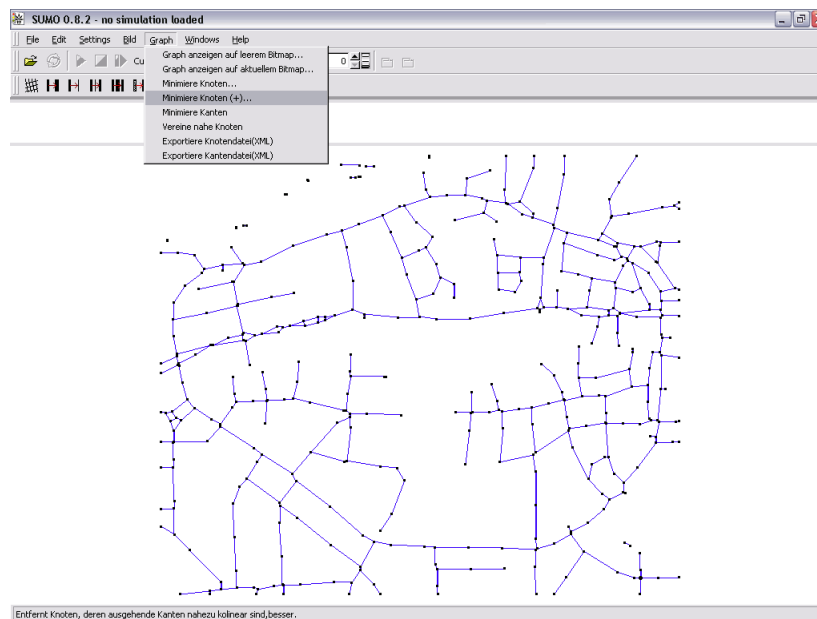 SUMO 0.8.2 - no simulation loaded
File Edit Settings Bild Graph Windows Help
Cu
0
Graph anzeigen auf leerem Bitmap...
Graph anzeigen auf aktuellem Bitmap...
Minimiere Knoten...
Minimiere Knoten (+)...
Minimiere Kanten
Vereine nahe Knoten
Exportiere Knotendatei(XML)
Exportiere Kantendatei(XML)
Entfernt Knoten, deren ausgehende Kanten nahezu kolinear sind,besser.